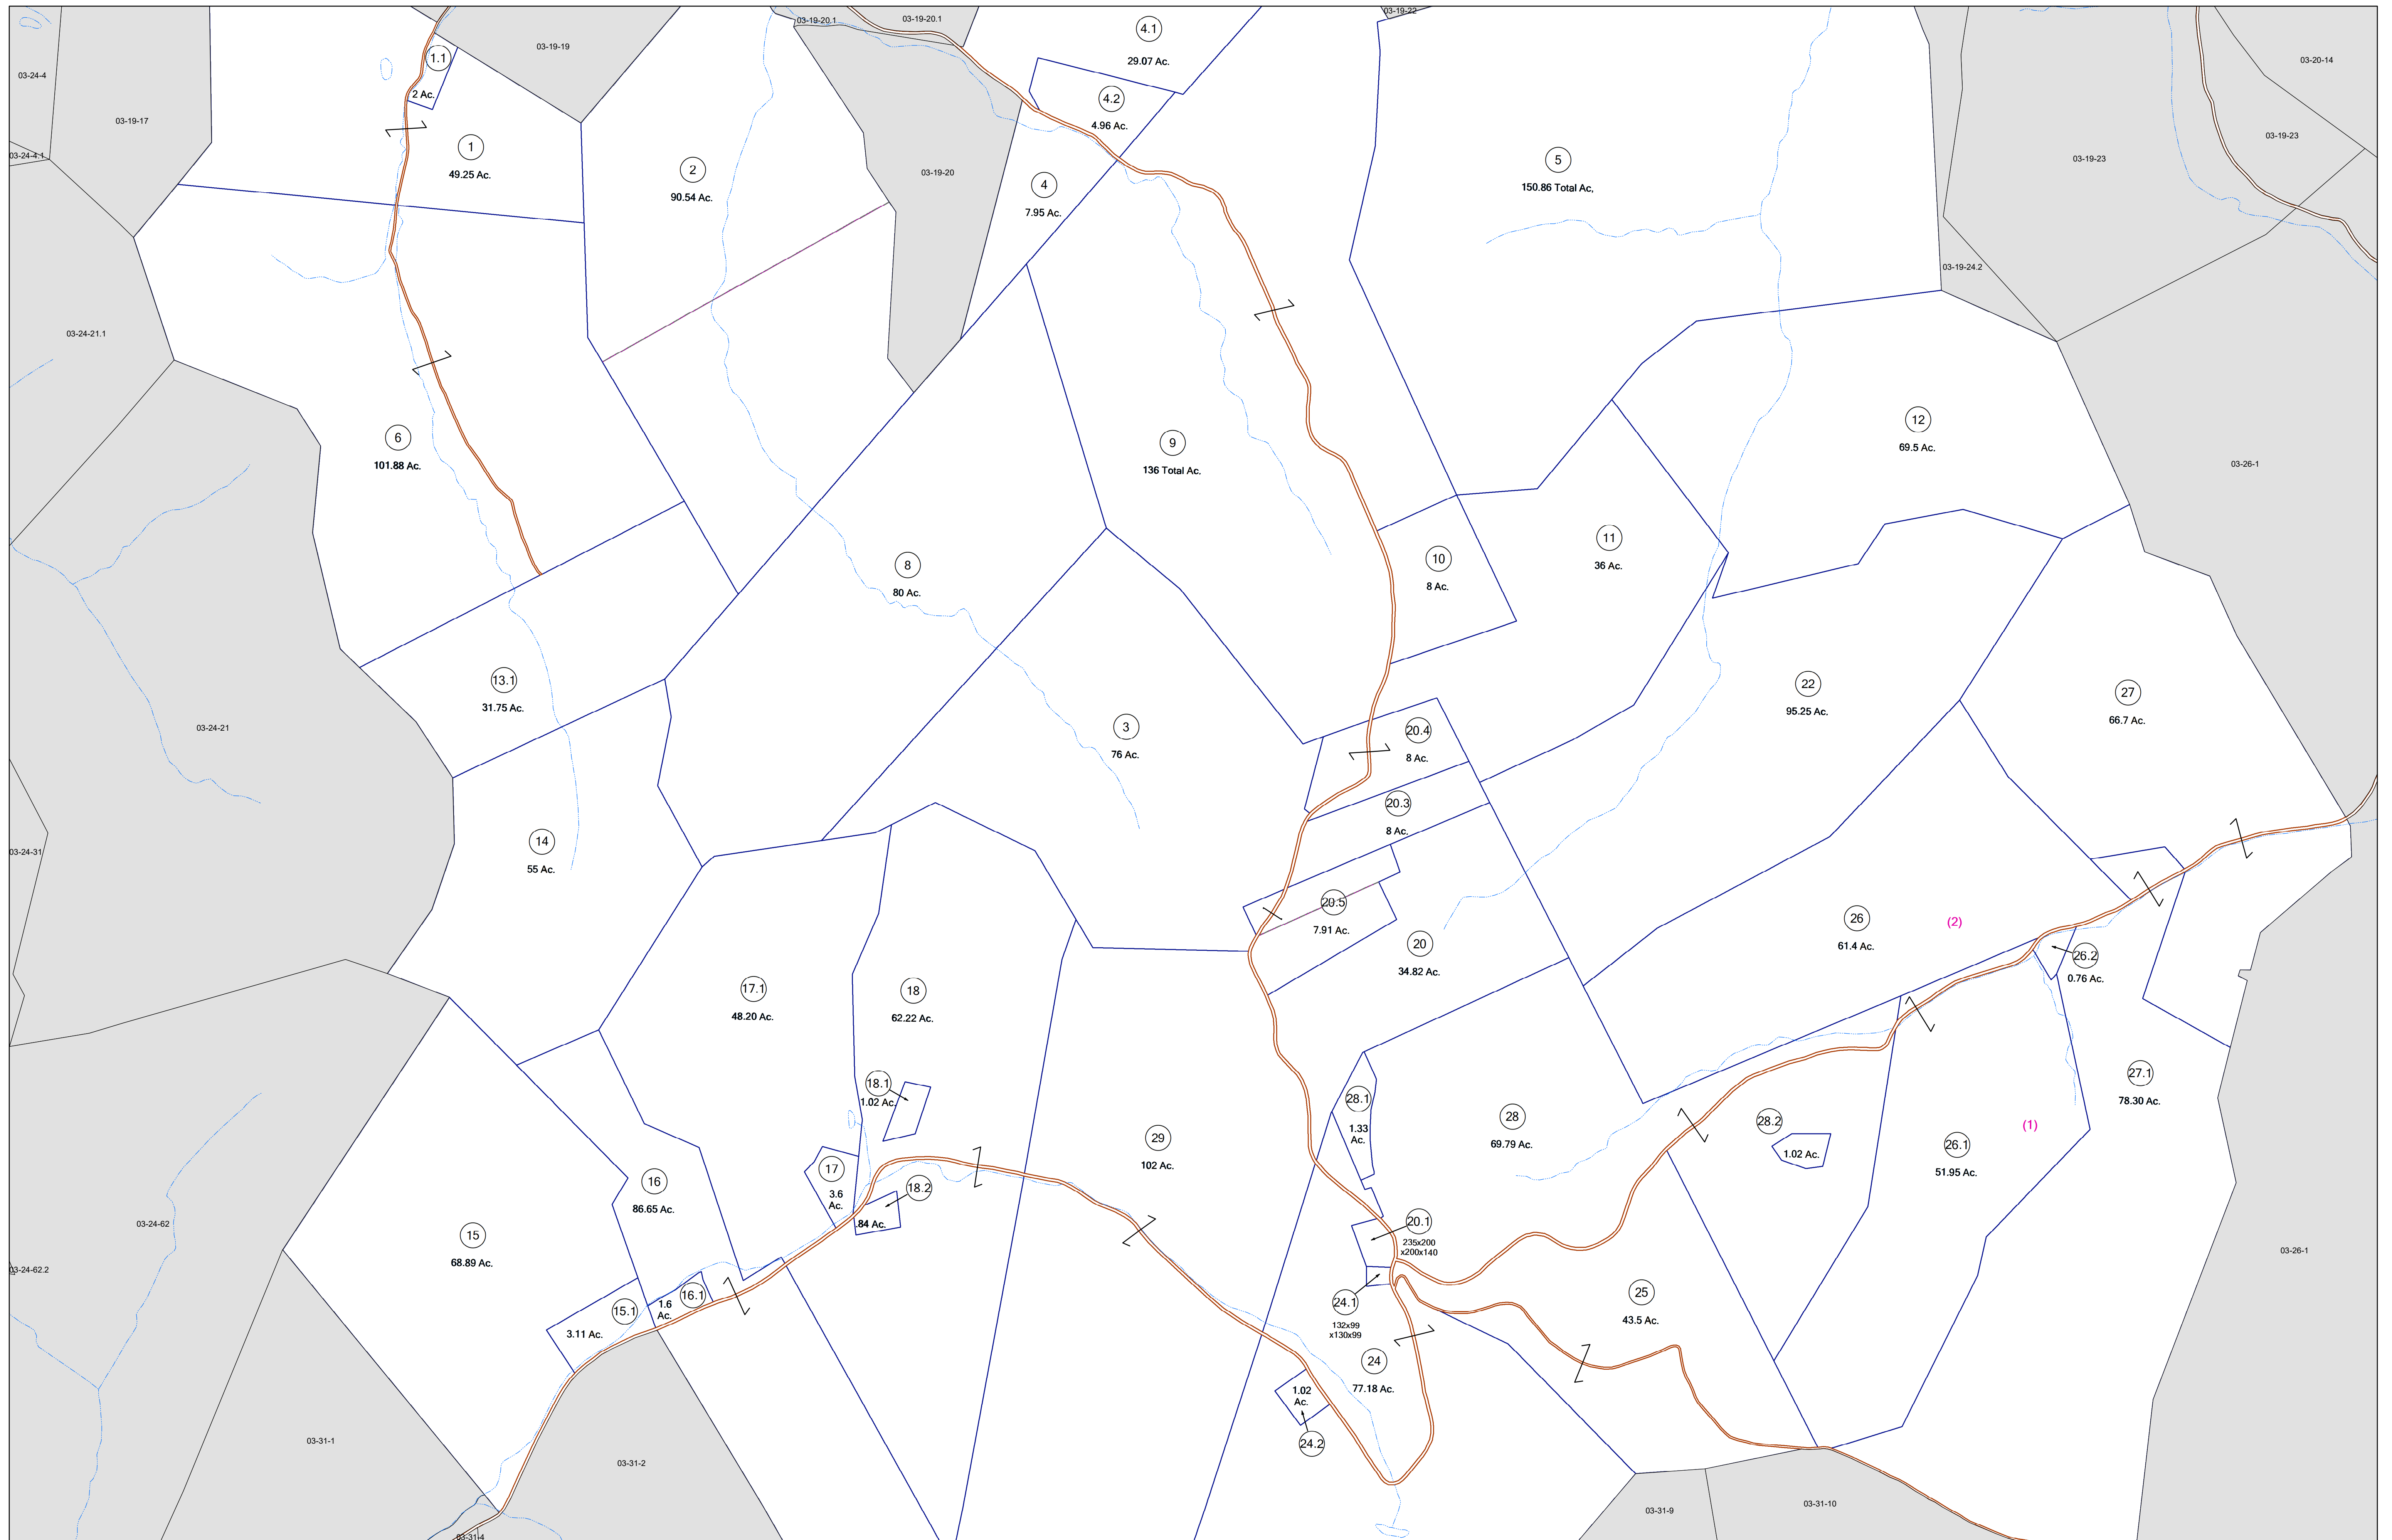 03-19-20.1
03-19-20.1
03-19-22
4.1
29.07 Ac.
1.1
2 Ac.
03-19-19
03-24-4
03-20-14
4.2
4.96 Ac.
03-19-17
03-19-23
03-24-4.1
1
49.25 Ac.
2
90.54 Ac.
03-19-20
4
7.95 Ac.
5
150.86 Total Ac,
03-19-23
03-19-24.2
03-24-21.1
6
101.88 Ac.
9
136 Total Ac.
12
69.5 Ac.
03-26-1
8
80 Ac.
10
8 Ac.
11
36 Ac.
13.1
31.75 Ac.
22
95.25 Ac.
27
66.7 Ac.
03-24-21
3
76 Ac.
20.4
8 Ac.
20.3
8 Ac.
03-24-31
14
55 Ac.
20.5
7.91 Ac.
20
34.82 Ac.
26
61.4 Ac.
(2)
26.2
0.76 Ac.
17.1
48.20 Ac.
18
62.22 Ac.
18.1
1.02 Ac.
28.1
1.33
Ac.
28
69.79 Ac.
28.2
1.02 Ac.
27.1
78.30 Ac.
(1)
26.1
51.95 Ac.
29
102 Ac.
17
3.6
Ac.
18.2
.84 Ac.
16
86.65 Ac.
15
68.89 Ac.
03-24-62
03-24-62.2
20.1
235x200
x200x140
03-26-1
15.1
3.11 Ac.
16.1
1.6
Ac.
24.1
132x99
x130x99
25
43.5 Ac.
24
77.18 Ac.
1.02
Ac.
24.2
03-31-1
03-31-2
03-31-9
03-31-10
03-31-4